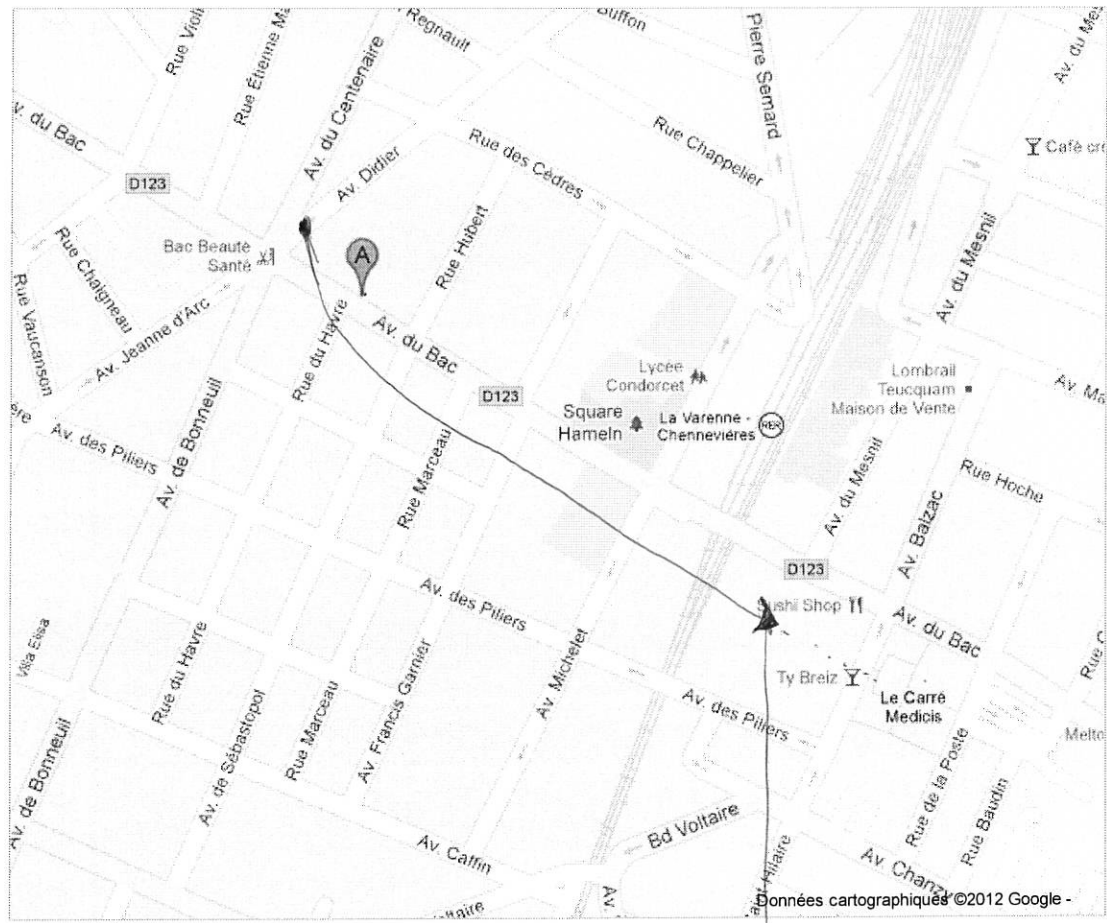 Regnault
Buffon
Pierre Semard
Rue Étienne
Av. du Centenaire
Av. du Bac
Rue Chappelier
Café
Av. Didier
Rue des Cèdres
D123
Bac Beauté
Santé
Rue Hubert
A
Av. du Mesnil
Rue Chaigneau
Rue Vaucanson
Av. Jeanne d'Arc
Rue du Havre
Av. du Bac
Lycée
Condorcet
Lombrail
Teucquam
Maison de Vente
D123
Square
Hameln
La Varenne -
Chennevières
RER
Av. des Piliers
Av. de Bonneuil
Rue Marceau
Av. du Mesnil
Av. Balzac
Rue Hoche
D123
Sushi Shop
Av. des Piliers
Av. du Bac
Villa Elisa
Rue du Havre
Av. Michelet
Ty Breiz
Le Carré
Medicis
Av. de Sébastopol
Rue Marceau
Av. Francis Garnier
Av. des Piliers
Rue de la Poste
Rue Baudin
Av. de Bonneuil
Av. Caffin
Bd Voltaire
Av. Chanzy
Données cartographiques ©2012 Google -